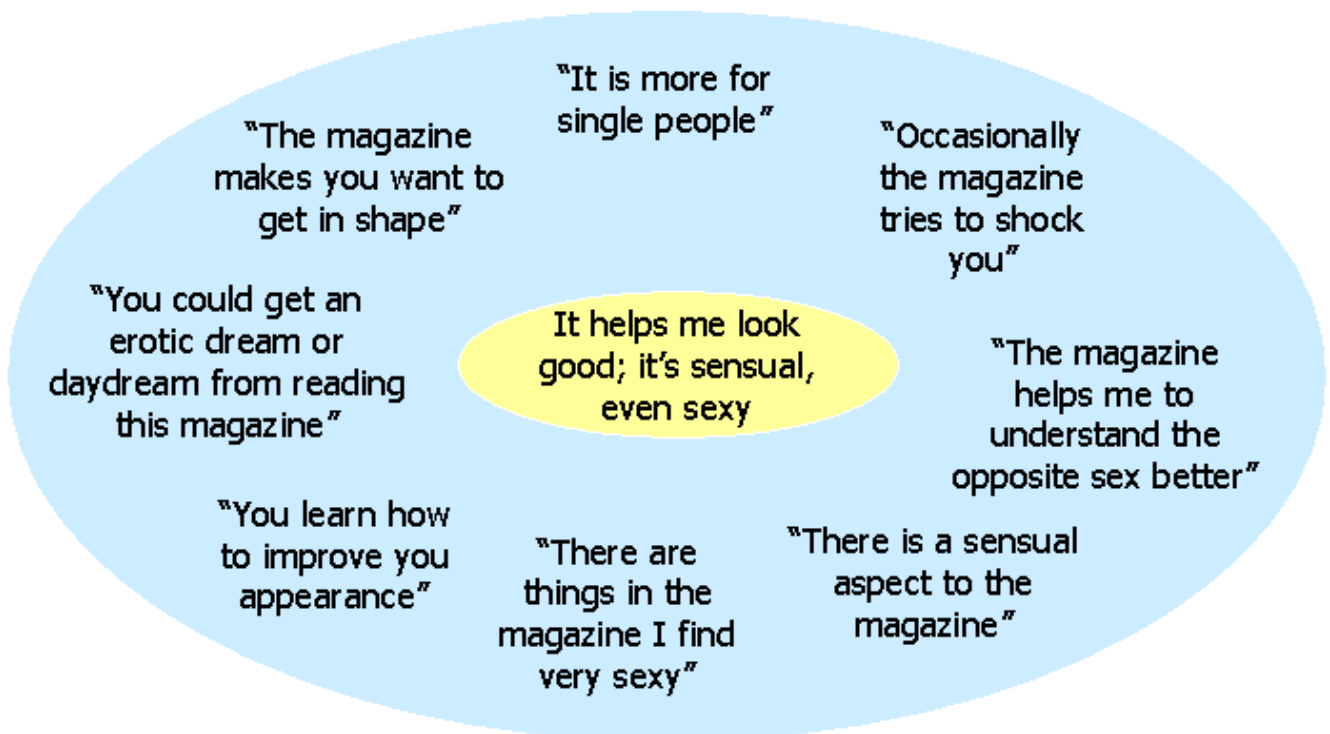 “It is more for
single people”
“The magazine
makes you want to
get in shape”
“Occasionally
the magazine
tries to shock
you”
“You could get an
erotic dream or
daydream from reading
this magazine”
It helps me look
good; it’s sensual,
even sexy
“The magazine
helps me to
understand the
opposite sex better”
“You learn how
to improve you
appearance”
“There are
things in the
magazine I find
very sexy”
“There is a sensual
aspect to the
magazine”